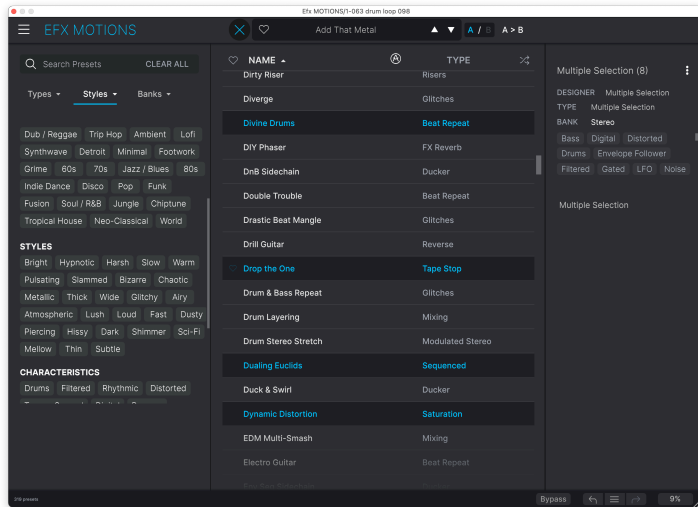 Efx MOTIONS/1-063 drum loop 098
EFX MOTIONS
Add That Metal
A / B
A > B
Search Presets
CLEAR ALL
Types
Styles
Banks
Dub / Reggae Trip Hop Ambient Lofi
Synthwave Detroit Minimal Footwork
Grime 60s 70s Jazz / Blues 80s
Indie Dance Disco Pop Funk
Fusion Soul / R&B Jungle Chiptune
Tropical House Neo-Classical World
STYLES
Bright Hypnotic Harsh Slow Warm
Pulsating Slammed Bizarre Chaotic
Metallic Thick Wide Glitchy Airy
Atmospheric Lush Loud Fast Dusty
Piercing Hissy Dark Shimmer Sci-Fi
Mellow Thin Subtle
CHARACTERISTICS
Drums Filtered Rhythmic Distorted
NAME TYPE
Dirty Riser Risers
Diverge Glitches
Divine Drums Beat Repeat
DIY Phaser FX Reverb
DnB Sidechain Ducker
Double Trouble Beat Repeat
Drastic Beat Mangle Glitches
Drill Guitar Reverse
Drop the One Tape Stop
Drum & Bass Repeat Glitches
Drum Layering Mixing
Drum Stereo Stretch Modulated Stereo
Dualing Euclids Sequenced
Duck & Swirl Ducker
Dynamic Distortion Saturation
EDM Multi-Smash Mixing
Electro Guitar Beat Repeat
Multiple Selection (8)
DESIGNER Multiple Selection
TYPE Multiple Selection
BANK Stereo
Bass Digital Distorted
Drums Envelope Follower
Filtered Gated LFO Noise
Multiple Selection
318 presets
Bypass
9%